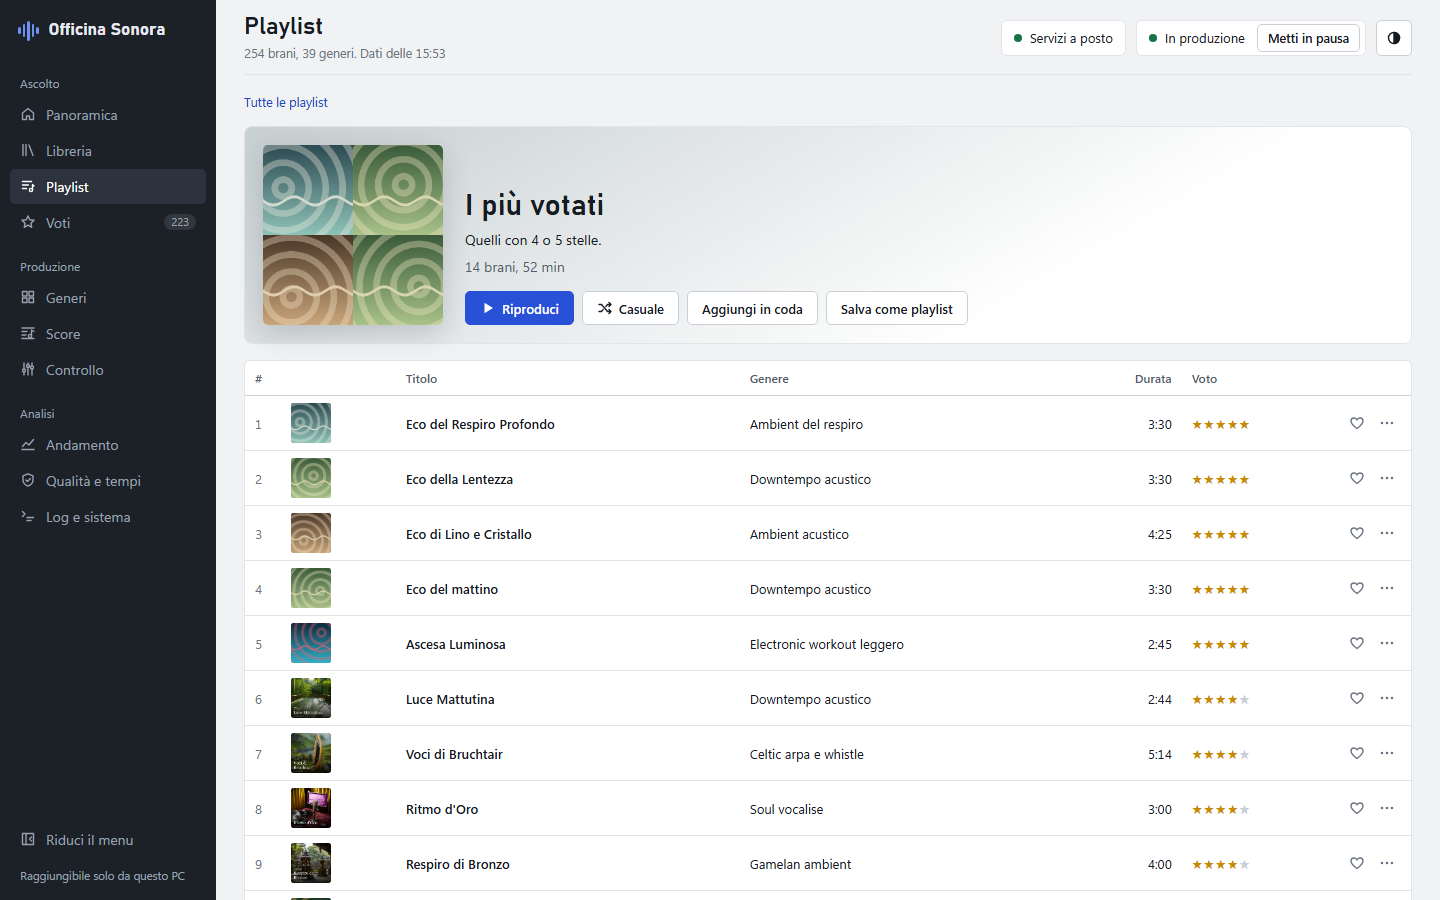 Officina Sonora
Ascolto
Panoramica
Libreria
Playlist
Voti 223
Produzione
Generi
Score
Controllo
Analisi
Andamento
Qualità e tempi
Log e sistema
Riduci il menu
Raggiungibile solo da questo PC
Playlist
254 brani, 39 generi. Dati delle 15:53
Servizi a posto
In produzione Metti in pausa
Tutte le playlist
I più votati
Quelli con 4 o 5 stelle.
14 brani, 52 min
Riproduci Casuale Aggiungi in coda Salva come playlist
# Titolo Genere Durata Voto
1 Eco del Respiro Profondo Ambient del respiro 3:30 ★★★★★
2 Eco della Lentezza Downtempo acustico 3:30 ★★★★★
3 Eco di Lino e Cristallo Ambient acustico 4:25 ★★★★★
4 Eco del mattino Downtempo acustico 3:30 ★★★★★
5 Ascesa Luminosa Electronic workout leggero 2:45 ★★★★★
6 Luce Mattutina Downtempo acustico 2:44 ★★★★★
7 Voci di Bruchtair Celtic arpa e whistle 5:14 ★★★★★
8 Ritmo d'Oro Soul vocalise 3:00 ★★★★★
9 Respiro di Bronzo Gamelan ambient 4:00 ★★★★★